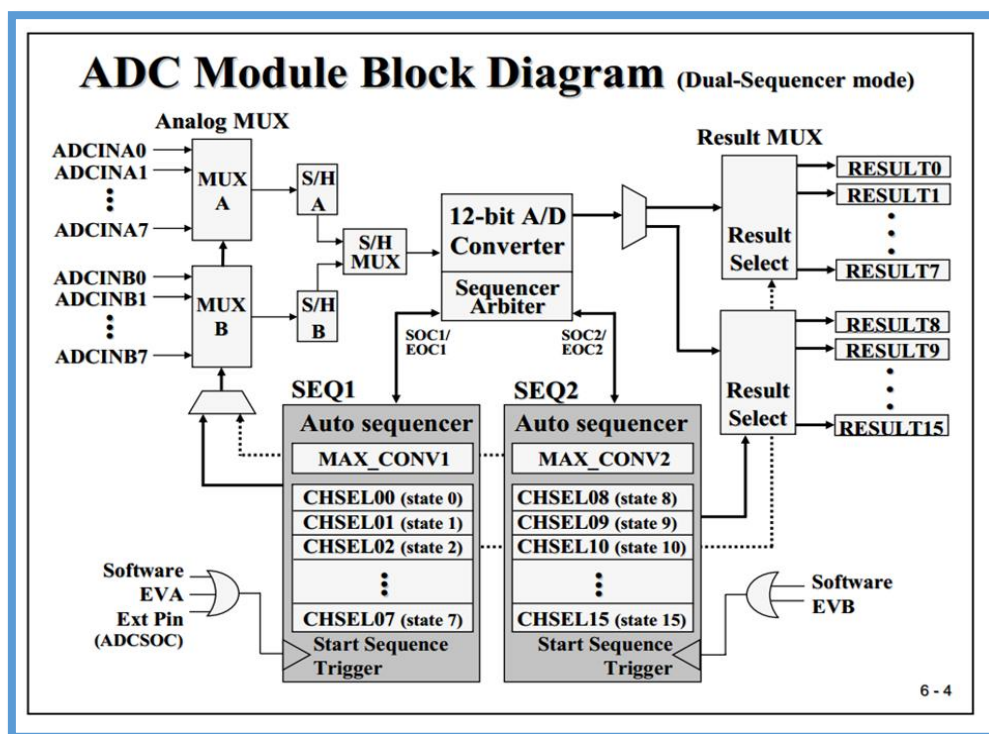 ADC Module Block Diagram (Dual-Sequencer mode)
Analog MUX
ADCINA0
ADCINA1
ADCINA7
MUX
A
ADCINB0
ADCINB1
ADCINB7
MUX
B
S/H
A
S/H
B
S/H
MUX
12-bit A/D
Converter
Sequencer
Arbiter
SOC1/
EOC1
SOC2/
EOC2
Result MUX
Result
Select
RESULT0
RESULT1
RESULT7
Result
Select
RESULT8
RESULT9
RESULT15
SEQ1
Auto sequencer
MAX_CONV1
CHSEL00 (state 0)
CHSEL01 (state 1)
CHSEL02 (state 2)
CHSEL07 (state 7)
Start Sequence
Trigger
SEQ2
Auto sequencer
MAX_CONV2
CHSEL08 (state 8)
CHSEL09 (state 9)
CHSEL10 (state 10)
CHSEL15 (state 15)
Start Sequence
Trigger
Software
EVA
Ext Pin
(ADCSOC)
Software
EVB
6 - 4